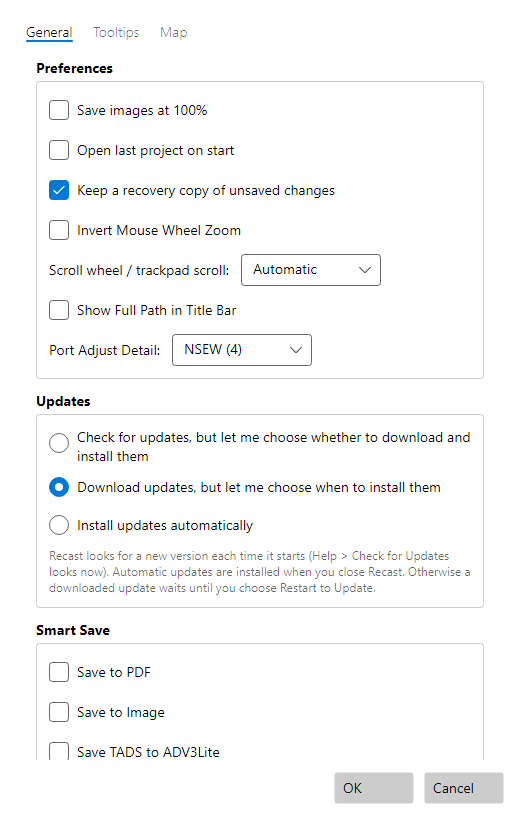 General Tooltips Map
Preferences
Save images at 100%
Open last project on start
Keep a recovery copy of unsaved changes
Invert Mouse Wheel Zoom
Scroll wheel / trackpad scroll: Automatic
Show Full Path in Title Bar
Port Adjust Detail: NSEW (4)
Updates
Check for updates, but let me choose whether to download and
install them
Download updates, but let me choose when to install them
Install updates automatically
Recast looks for a new version each time it starts (Help > Check for Updates
looks now). Automatic updates are installed when you close Recast. Otherwise a
downloaded update waits until you choose Restart to Update.
Smart Save
Save to PDF
Save to Image
Save TADS to ADV3Lite
OK Cancel